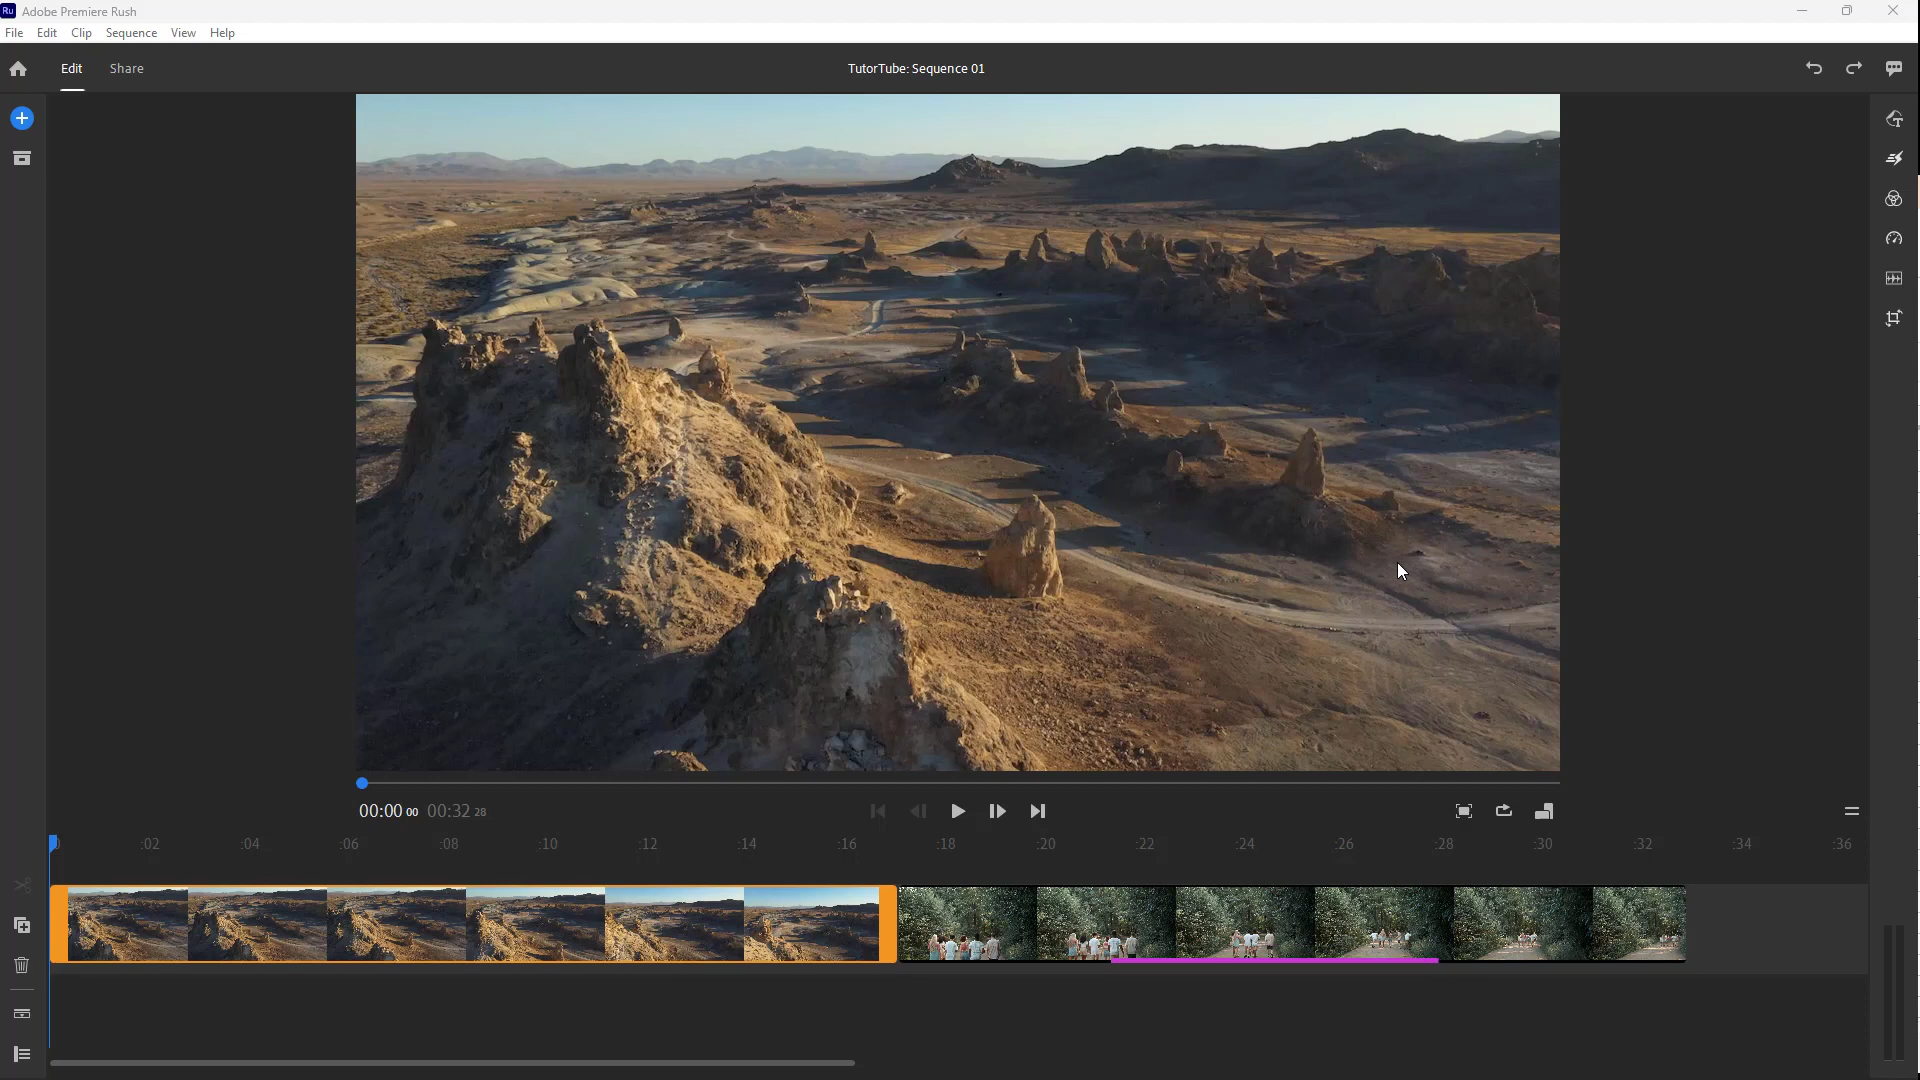 Ru Adobe Premiere Rush
File Edit Clip Sequence View Help
Edit Share TutorTube: Sequence 01
00:00 00 00:32 28
0 :02 :04 :06 :08 :10 :12 :14 :16 :18 :20 :22 :24 :26 :28 :30 :32 :34 :36